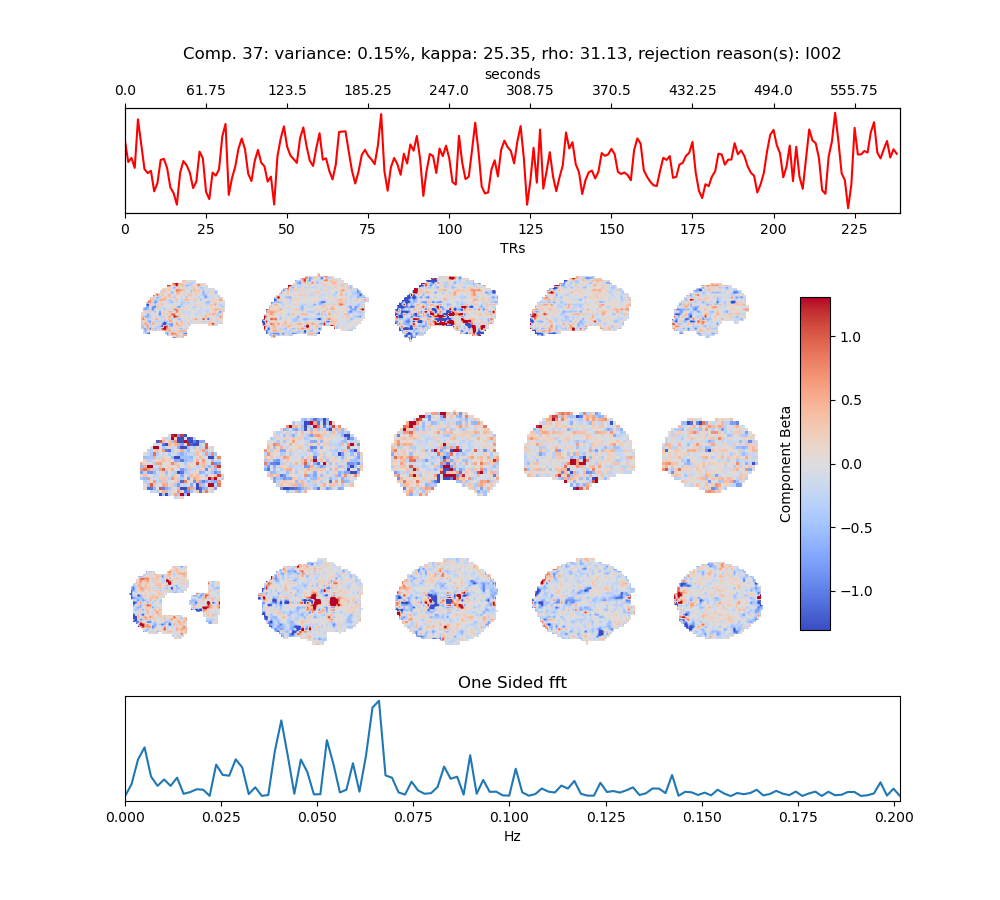 Comp. 37: variance: 0.15%, kappa: 25.35, rho: 31.13, rejection reason(s): I002
seconds
0.0 61.75 123.5 185.25 247.0 308.75 370.5 432.25 494.0 555.75
0 25 50 75 100 125 150 175 200 225
TRs
1.0
0.5
0.0
−0.5
−1.0
Component Beta
One Sided fft
0.000 0.025 0.050 0.075 0.100 0.125 0.150 0.175 0.200
Hz